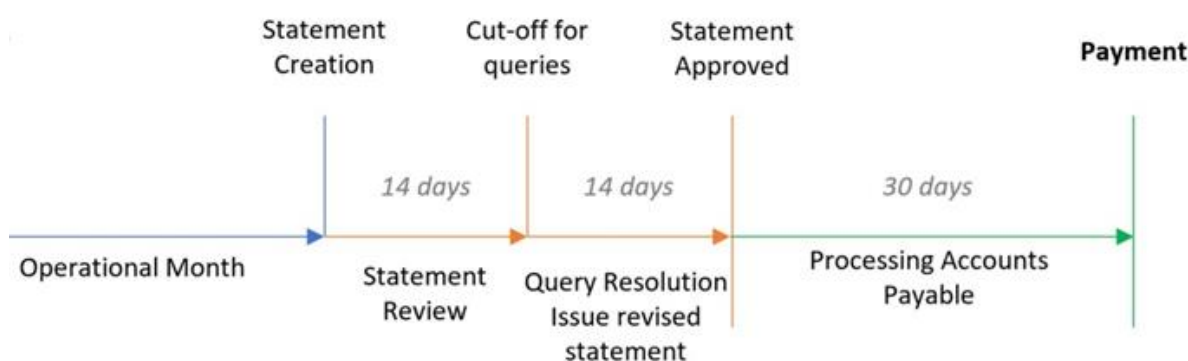 Statement
Creation
Cut-off for
queries
Statement
Approved
Payment
14 days
14 days
30 days
Operational Month
Statement
Review
Query Resolution
Issue revised
statement
Processing Accounts
Payable